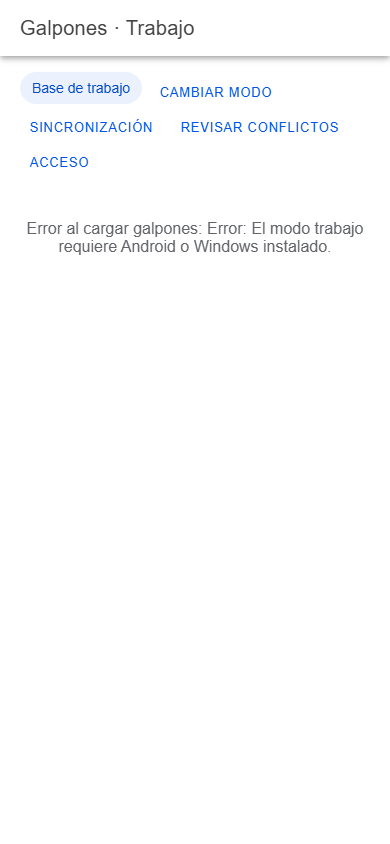 Galpones · Trabajo
Base de trabajo
CAMBIAR MODO
SINCRONIZACIÓN
REVISAR CONFLICTOS
ACCESO
Error al cargar galpones: Error: El modo trabajo
requiere Android o Windows instalado.